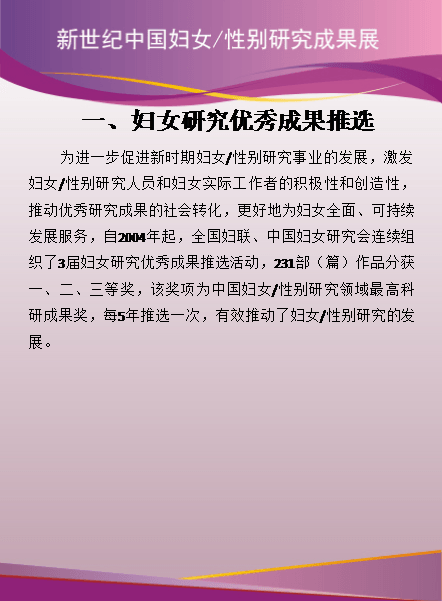 新世纪中国妇女/性别研究成果展
一、妇女研究优秀成果推选
为进一步促进新时期妇女/性别研究事业的发展，激发
妇女/性别研究人员和妇女实际工作者的积极性和创造性，
推动优秀研究成果的社会转化，更好地为妇女全面、可持续
发展服务，自2004年起，全国妇联、中国妇女研究会连续组
织了3届妇女研究优秀成果推选活动，231部（篇）作品分获
一、二、三等奖，该奖项为中国妇女/性别研究领域最高科
研成果奖，每5年推选一次，有效推动了妇女/性别研究的发
展。